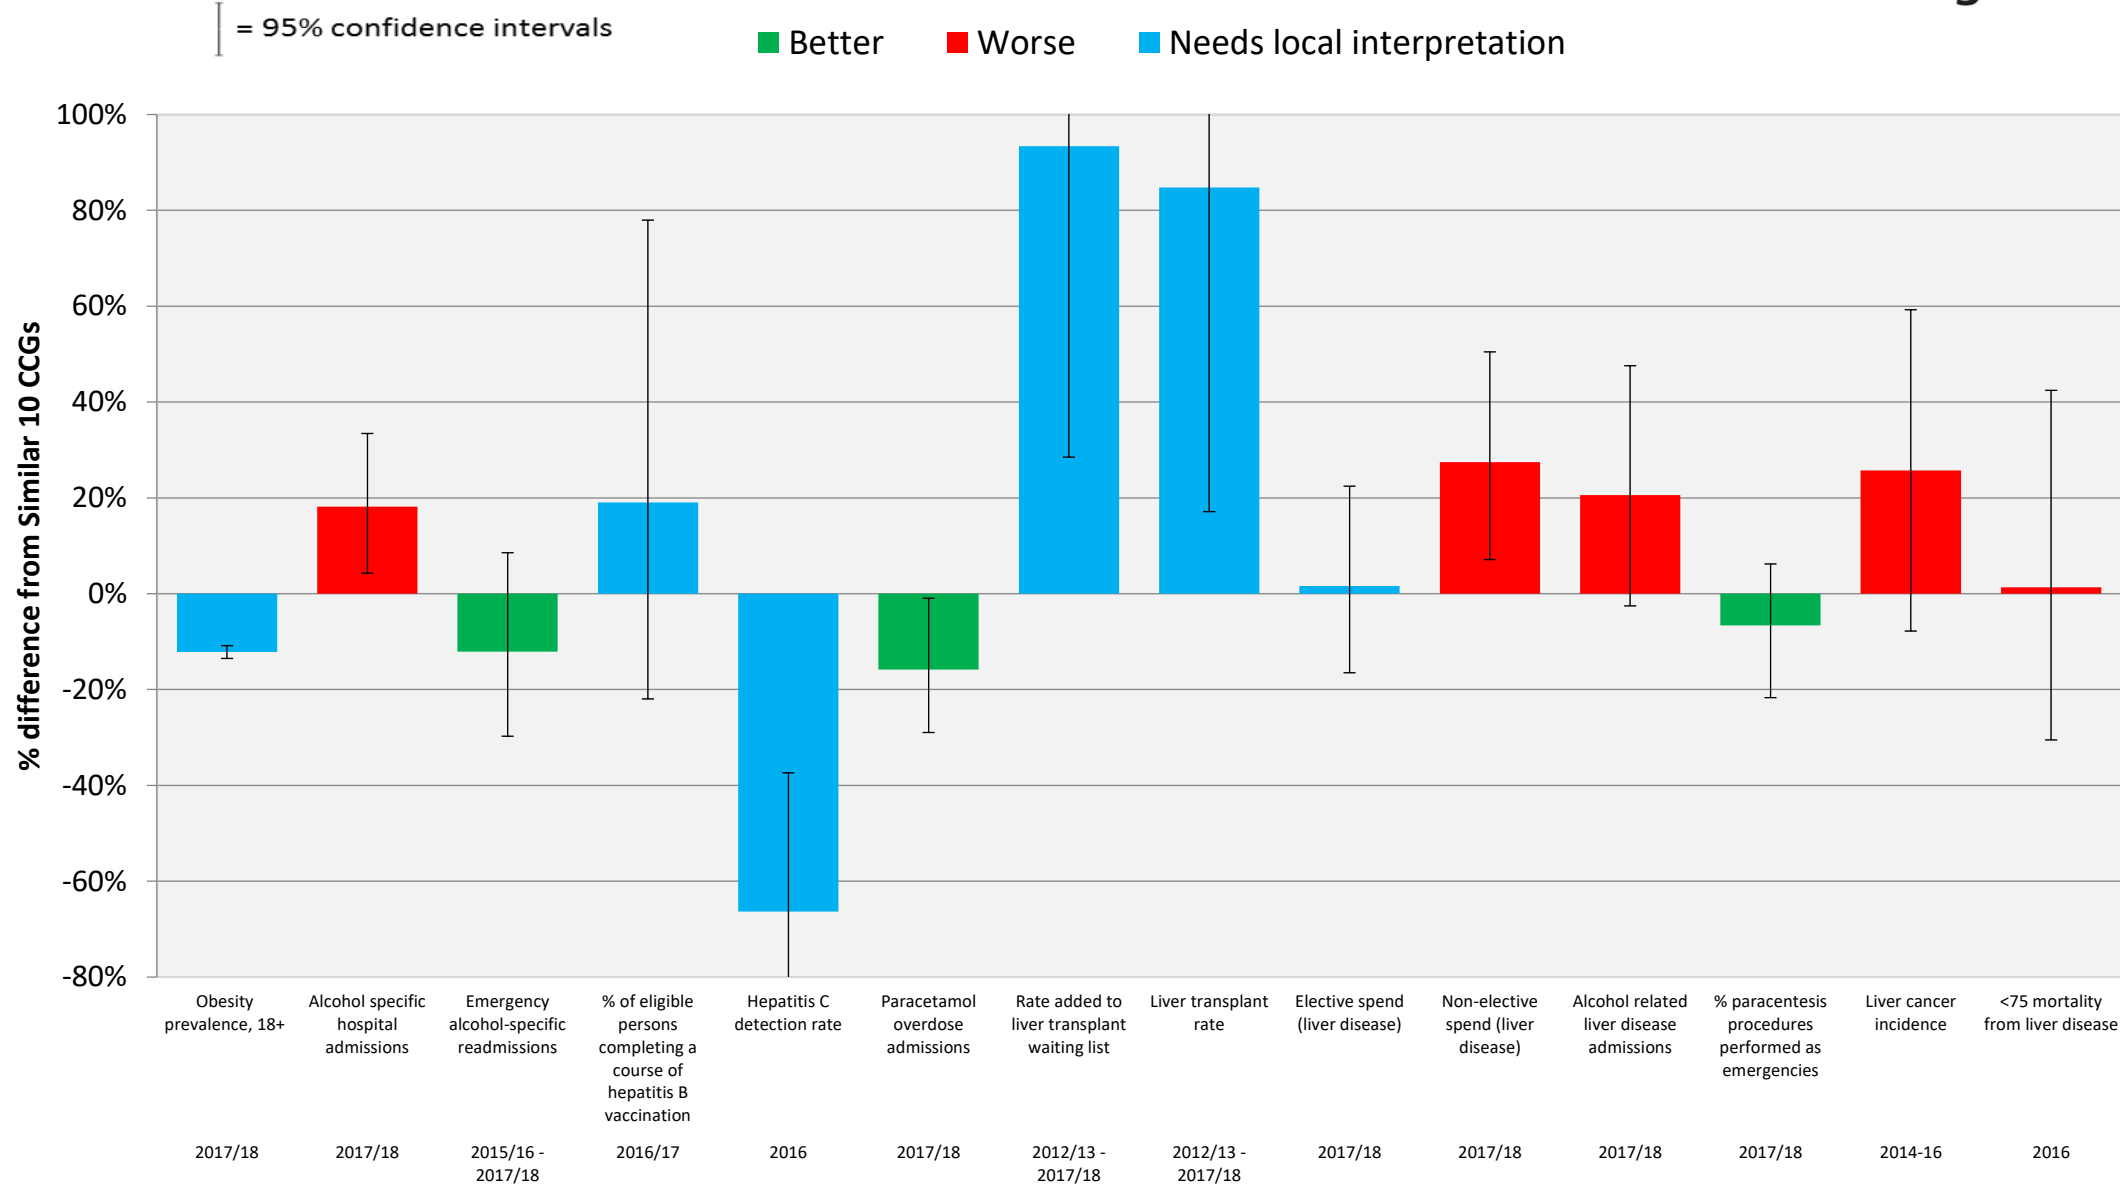 = 95% confidence intervals
Better
Worse
Needs local interpretation
% difference from Similar 10 CCGs
100%
80%
60%
40%
20%
0%
-20%
-40%
-60%
-80%
Obesity
prevalence, 18+
2017/18
Alcohol specific
hospital
admissions
2017/18
Emergency
alcohol-specific
readmissions
2015/16 -
2017/18
% of eligible
persons
completing a
course of
hepatitis B
vaccination
2016/17
Hepatitis C
detection rate
2016
Paracetamol
overdose
admissions
2017/18
Rate added to
liver transplant
waiting list
2012/13 -
2017/18
Liver transplant
rate
2012/13 -
2017/18
Elective spend
(liver disease)
2017/18
Non-elective
spend (liver
disease)
2017/18
Alcohol related
liver disease
admissions
2017/18
% paracentesis
procedures
performed as
emergencies
2017/18
Liver cancer
incidence
2014-16
<75 mortality
from liver disease
2016